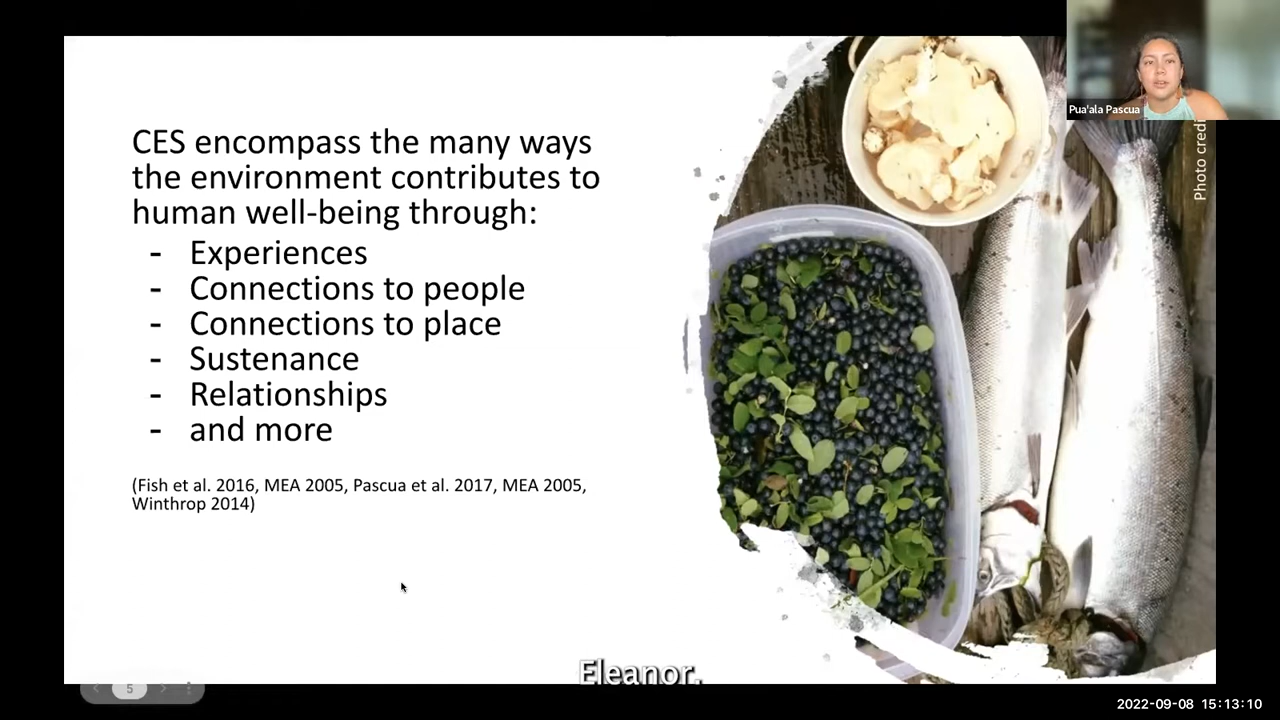 Pua'ala Pascua
Photo credi
CES encompass the many ways
the environment contributes to
human well-being through:
- Experiences
- Connections to people
- Connections to place
- Sustenance
- Relationships
- and more
(Fish et al. 2016, MEA 2005, Pascua et al. 2017, MEA 2005,
Winthrop 2014)
Eleanor.
5
2022-09-08 15:13:10